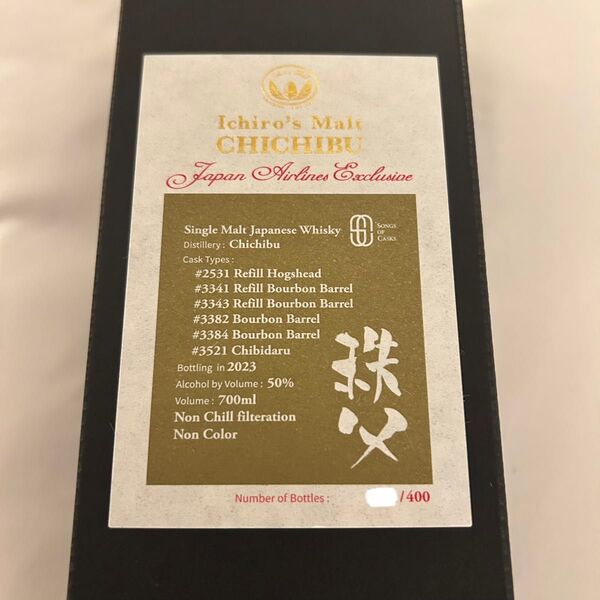 Ichiro's Malt
CHICHIBU
Japan Airlines Exclusive
Single Malt Japanese Whisky
SONGS
OF
CASKS
Distillery : Chichibu
Cask Types :
#2531 Refill Hogshead
#3341 Refill Bourbon Barrel
#3343 Refill Bourbon Barrel
#3382 Bourbon Barrel
#3384 Bourbon Barrel
#3521 Chibidaru
Bottling in 2023
Alcohol by Volume : 50%
Volume : 700ml
Non Chill filteration
Non Color
秩父
Number of Bottles : /400